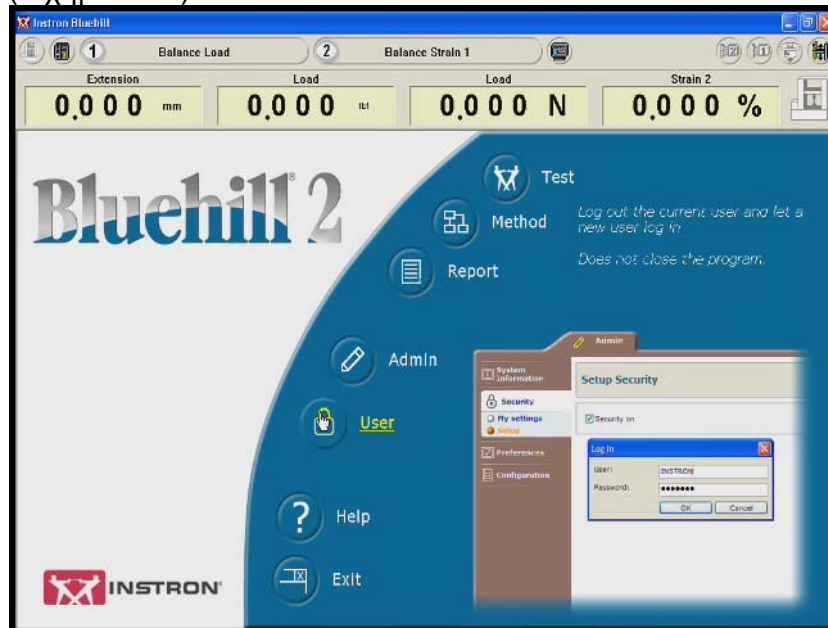 Instron Bluehill
1 Balance Load 2 Balance Strain 1
Extension Load Load Strain 2
0.000 mm 0.000 lbf 0.000 N 0.000 %
Bluehill® 2
Test
Method
Report
Log out the current user and let a
new user log in
Does not close the program.
Admin
User
Help
Exit
Admin
System
Information
Security
My settings
Setup
Preferences
Configuration
Setup Security
Security on
Log In
User: INSTRON
Password: •••••••
OK Cancel
INSTRON